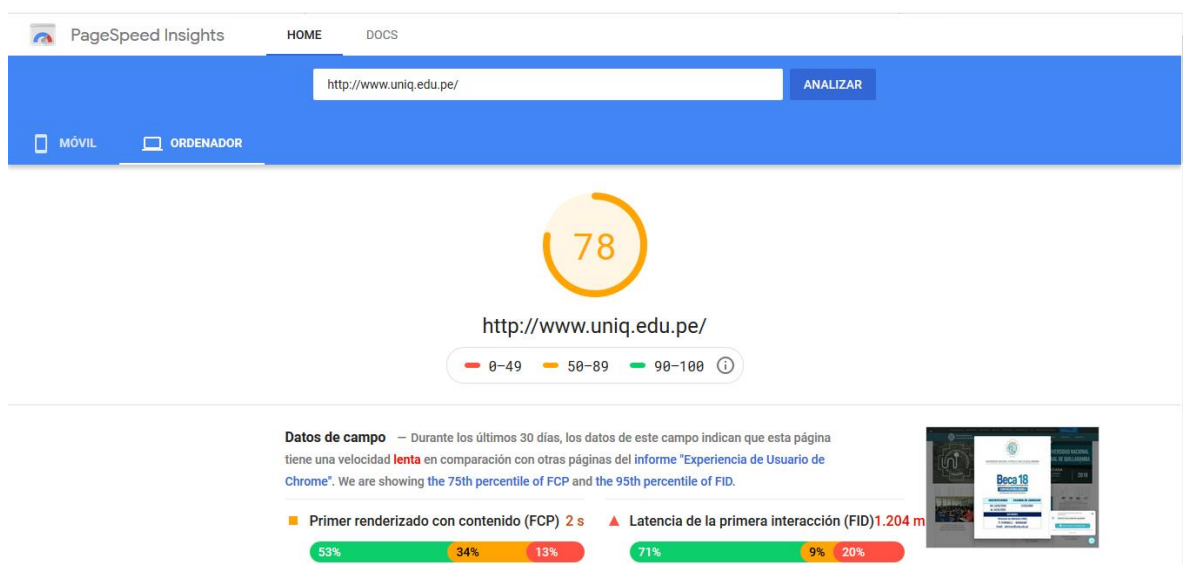 PageSpeed Insights HOME DOCS
http://www.uniq.edu.pe/ ANALIZAR
MÓVIL ORDENADOR
78
http://www.uniq.edu.pe/
0–49 50–89 90–100
Datos de campo — Durante los últimos 30 días, los datos de este campo indican que esta página
tiene una velocidad lenta en comparación con otras páginas del informe "Experiencia de Usuario de
Chrome". We are showing the 75th percentile of FCP and the 95th percentile of FID.
Primer renderizado con contenido (FCP) 2 s
Latencia de la primera interacción (FID)1.204 m
53% 34% 13%
71% 9% 20%
Beca 18